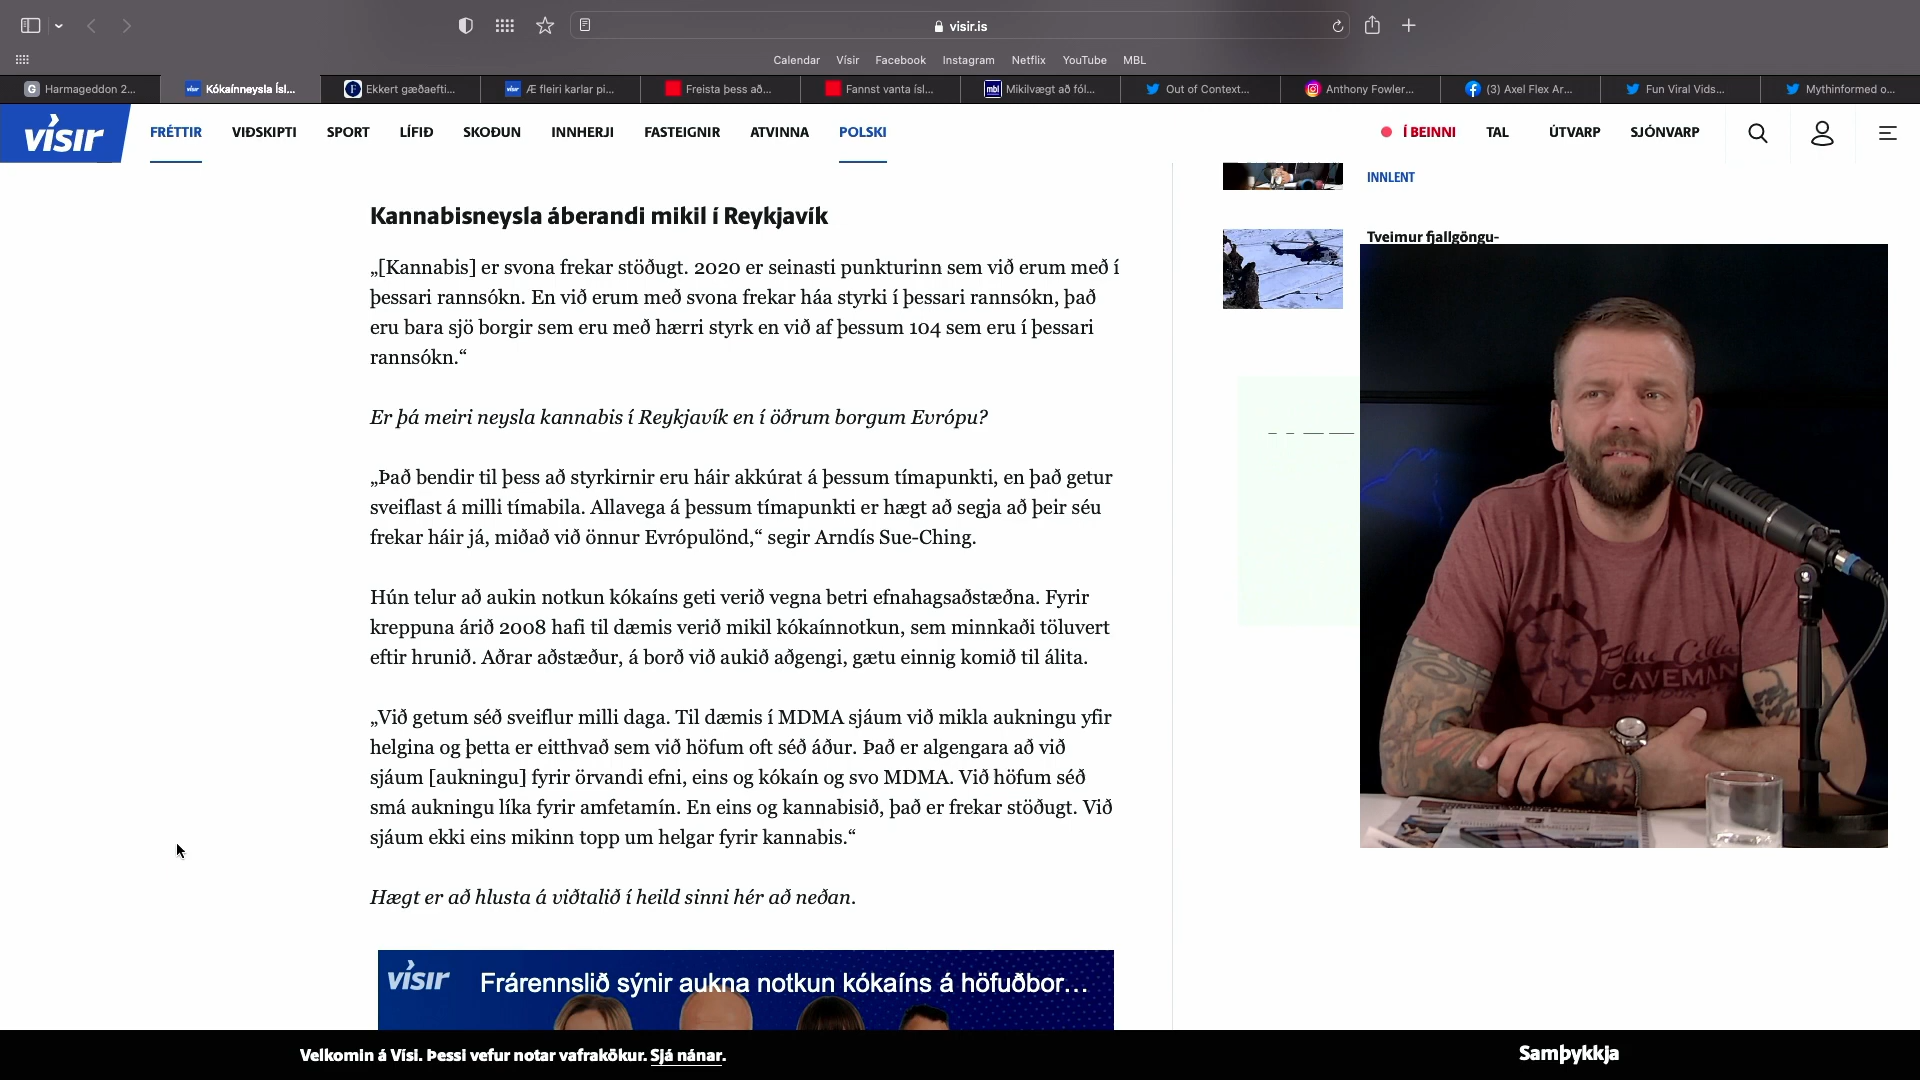 visir.is
Calendar Vísir Facebook Instagram Netflix YouTube MBL
Harmageddon 2... Kókaínneysla Ísl... Ekkert gæðaefti... Æ fleiri karlar pi... Freista þess að... Fannst vanta ísl... Mikilvægt að fól... Out of Context... Anthony Fowler... (3) Axel Flex Ar... Fun Viral Vids... Mythinformed o...
vísir FRÉTTIR VIÐSKIPTI SPORT LÍFIÐ SKOÐUN INNHERJI FASTEIGNIR ATVINNA POLSKI Í BEINNI TAL ÚTVARP SJÓNVARP
INNLENT
Tveimur fjallgöngu-
Kannabisneysla áberandi mikil í Reykjavík
„[Kannabis] er svona frekar stöðugt. 2020 er seinasti punkturinn sem við erum með í
þessari rannsókn. En við erum með svona frekar háa styrki í þessari rannsókn, það
eru bara sjö borgir sem eru með hærri styrk en við af þessum 104 sem eru í þessari
rannsókn.“
Er þá meiri neysla kannabis í Reykjavík en í öðrum borgum Evrópu?
„Það bendir til þess að styrkirnir eru háir akkúrat á þessum tímapunkti, en það getur
sveiflast á milli tímabila. Allavega á þessum tímapunkti er hægt að segja að þeir séu
frekar háir já, miðað við önnur Evrópulönd,“ segir Arndís Sue-Ching.
Hún telur að aukin notkun kókaíns geti verið vegna betri efnahagsaðstæðna. Fyrir
kreppuna árið 2008 hafi til dæmis verið mikil kókaínnotkun, sem minnkaði töluvert
eftir hrunið. Aðrar aðstæður, á borð við aukið aðgengi, gætu einnig komið til álita.
„Við getum séð sveiflur milli daga. Til dæmis í MDMA sjáum við mikla aukningu yfir
helgina og þetta er eitthvað sem við höfum oft séð áður. Það er algengara að við
sjáum [aukningu] fyrir örvandi efni, eins og kókaín og svo MDMA. Við höfum séð
smá aukningu líka fyrir amfetamín. En eins og kannabisið, það er frekar stöðugt. Við
sjáum ekki eins mikinn topp um helgar fyrir kannabis.“
Hægt er að hlusta á viðtalið í heild sinni hér að neðan.
vísir Frárennslið sýnir aukna notkun kókaíns á höfuðbor...
Blue Colla
CAVEMAN
Velkomin á Vísi. Þessi vefur notar vafrakökur. Sjá nánar.
Samþykkja